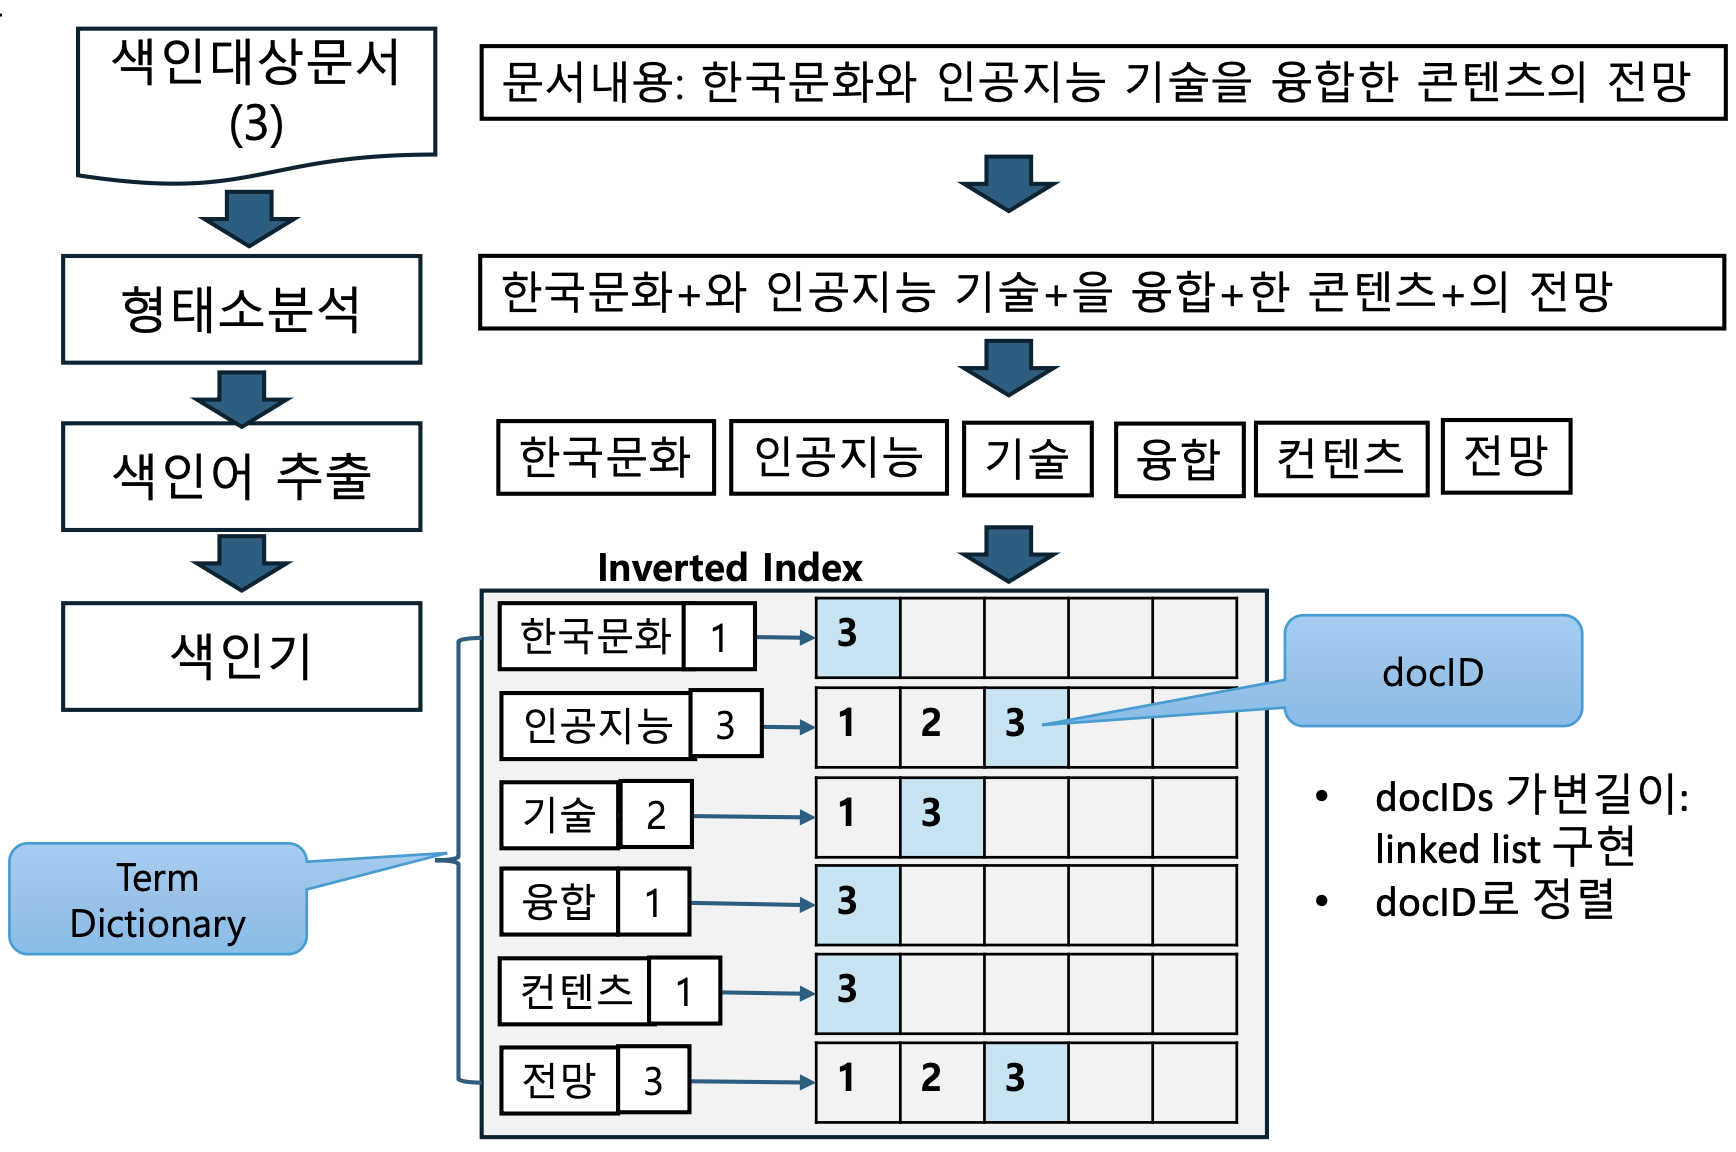 색인대상문서
(3)
문서내용: 한국문화와 인공지능 기술을 융합한 콘텐츠의 전망
형태소분석
한국문화+와 인공지능 기술+을 융합+한 콘텐츠+의 전망
색인어 추출
한국문화 인공지능 기술 융합 컨텐츠 전망
색인기
Inverted Index
한국문화 1 3
인공지능 3 1 2 3
기술 2 1 3
융합 1 3
컨텐츠 1 3
전망 3 1 2 3
Term
Dictionary
docID
• docIDs 가변길이:
linked list 구현
• docID로 정렬